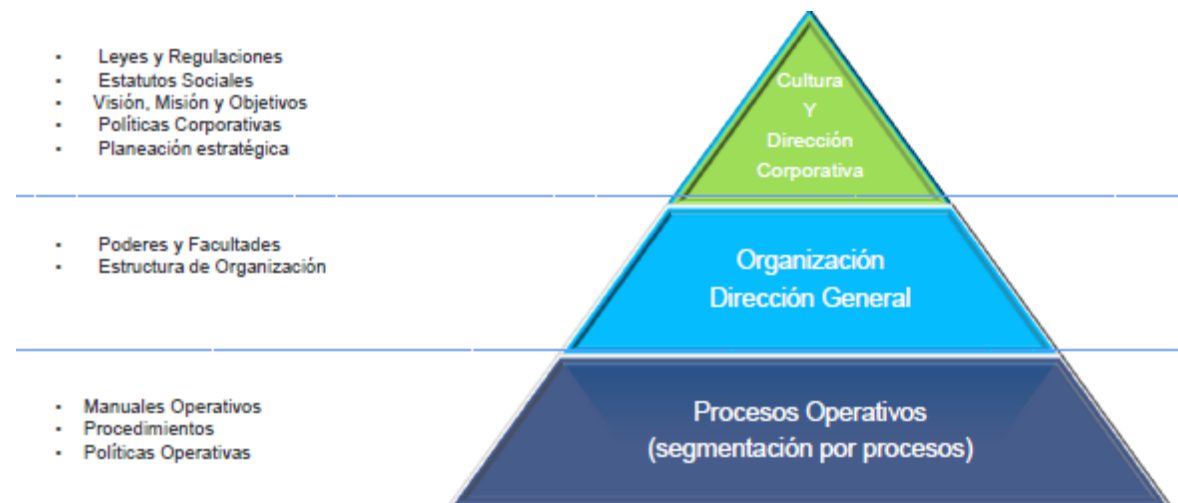 ▪ Leyes y Regulaciones
▪ Estatutos Sociales
▪ Visión, Misión y Objetivos
▪ Políticas Corporativas
▪ Planeación estratégica
Cultura
Y
Dirección
Corporativa
▪ Poderes y Facultades
▪ Estructura de Organización
Organización
Dirección General
▪ Manuales Operativos
▪ Procedimientos
▪ Políticas Operativas
Procesos Operativos
(segmentación por procesos)